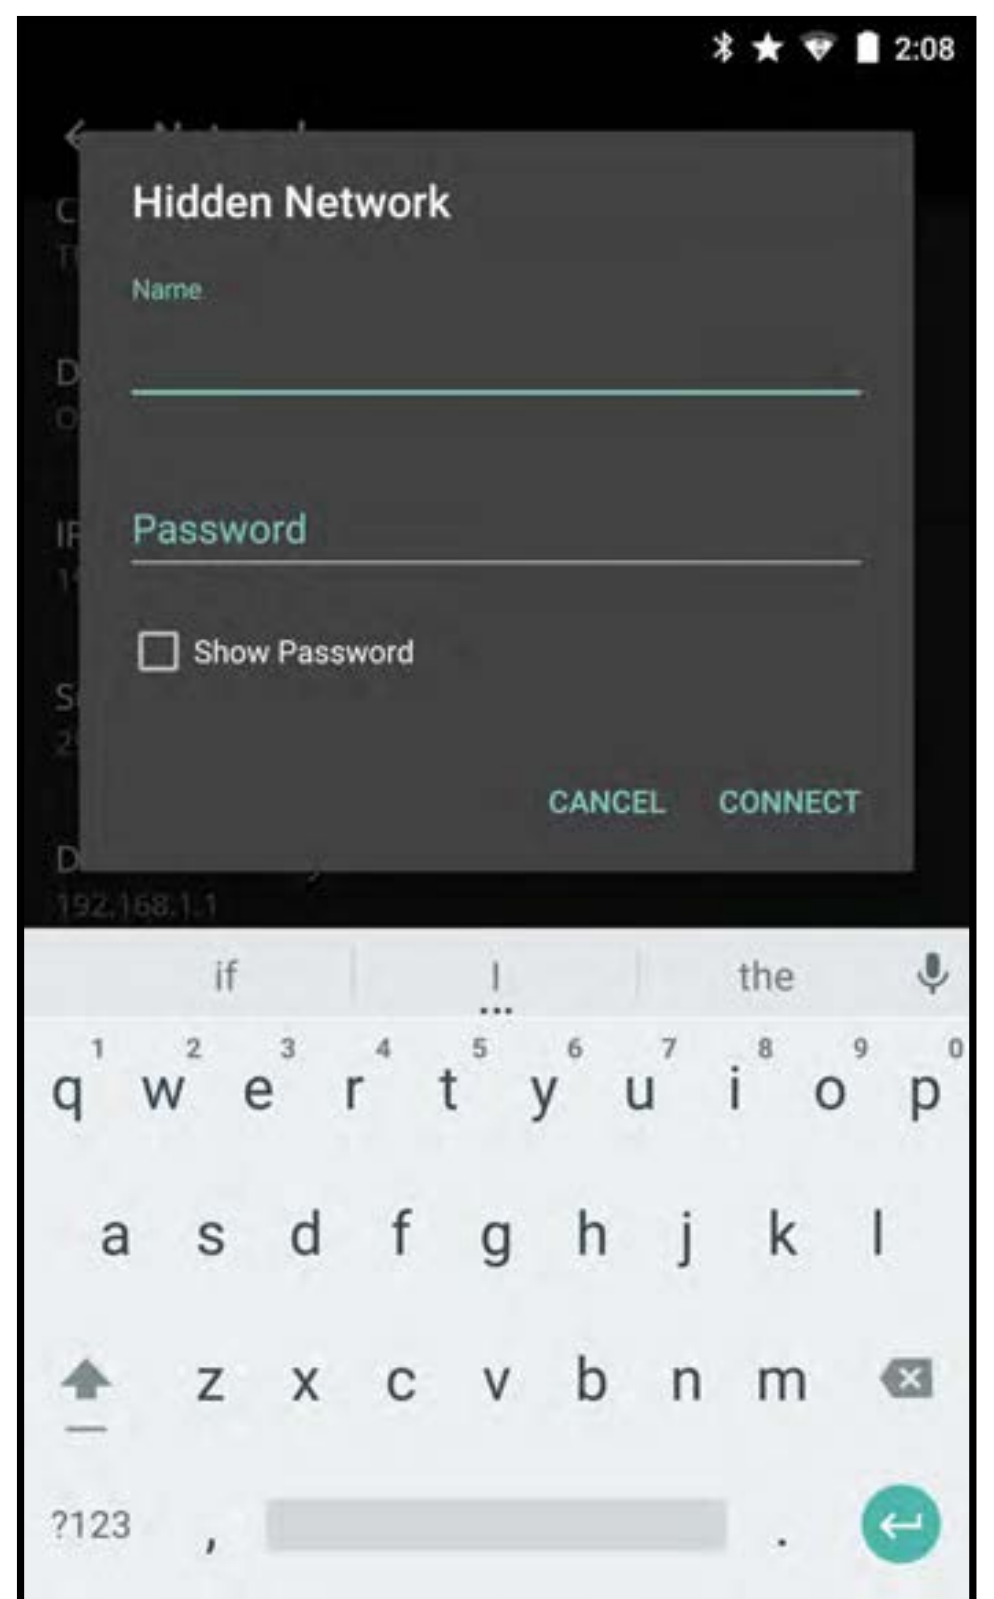 2:08
Hidden Network
Name
Password
Show Password
CANCEL CONNECT
192.168.1.1
if I the
1 2 3 4 5 6 7 8 9 0
q w e r t y u i o p
a s d f g h j k l
z x c v b n m
?123 , .